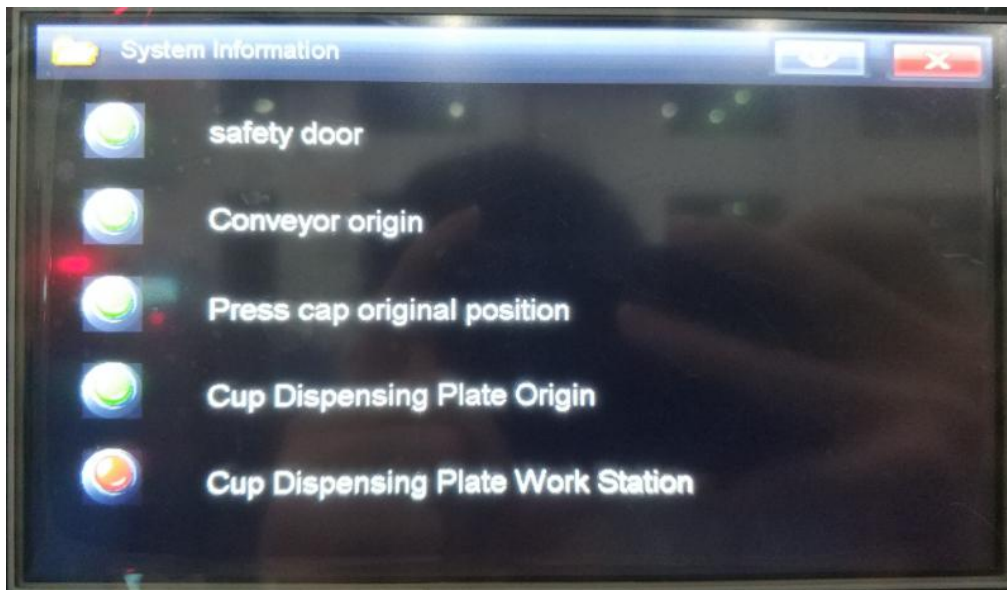 System Information
safety door
Conveyor origin
Press cap original position
Cup Dispensing Plate Origin
Cup Dispensing Plate Work Station